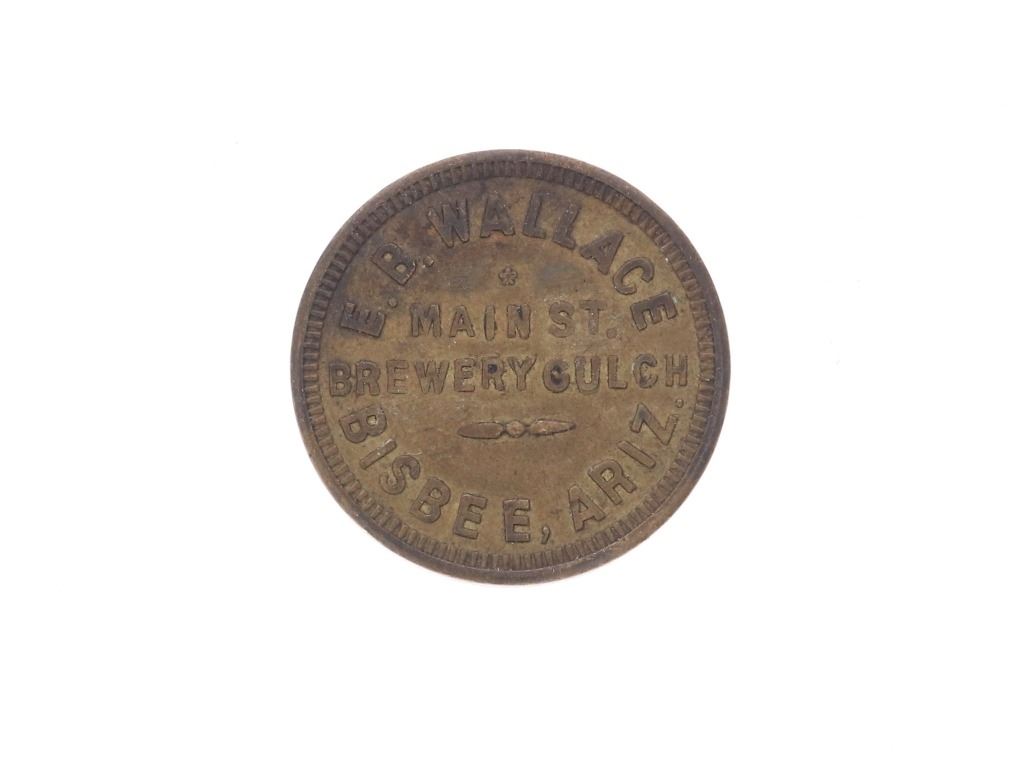 E. B. WALLACE
MAIN ST.
BREWERY GULCH
BISBEE, ARIZ.